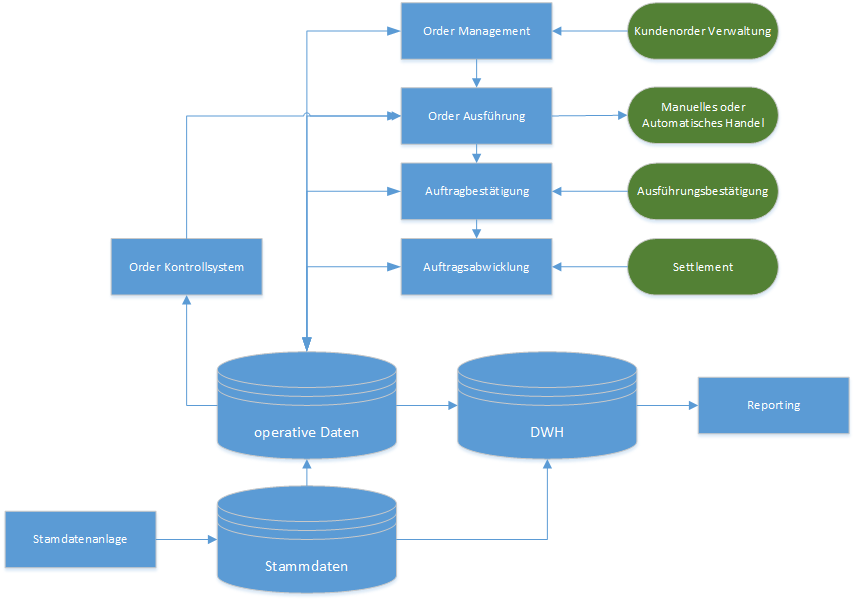 Order Management
Kundenorder Verwaltung
Order Ausführung
Manuelles oder
Automatisches Handel
Auftragbestätigung
Ausführungsbestätigung
Order Kontrollsystem
Auftragsabwicklung
Settlement
operative Daten
DWH
Reporting
Stamdatenanlage
Stammdaten